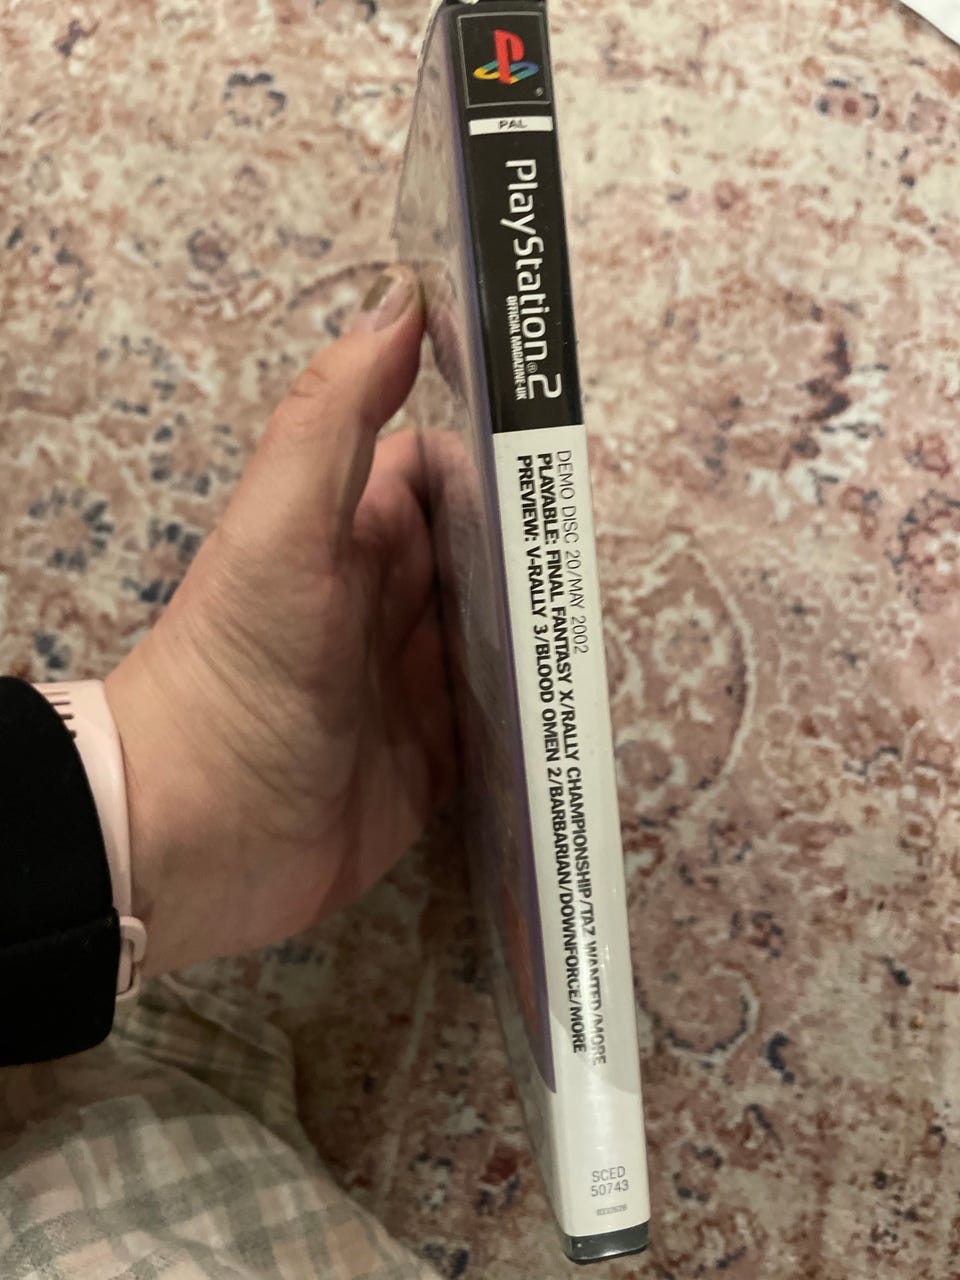 PAL
PlayStation®2
OFFICIAL MAGAZINE-UK
DEMO DISC 20/MAY 2002
PLAYABLE: FINAL FANTASY X/RALLY CHAMPIONSHIP/TAZ WANTED/MORE
PREVIEW: V-RALLY 3/BLOOD OMEN 2/BARBARIAN/DOWNFORCE/MORE
SCED
50743